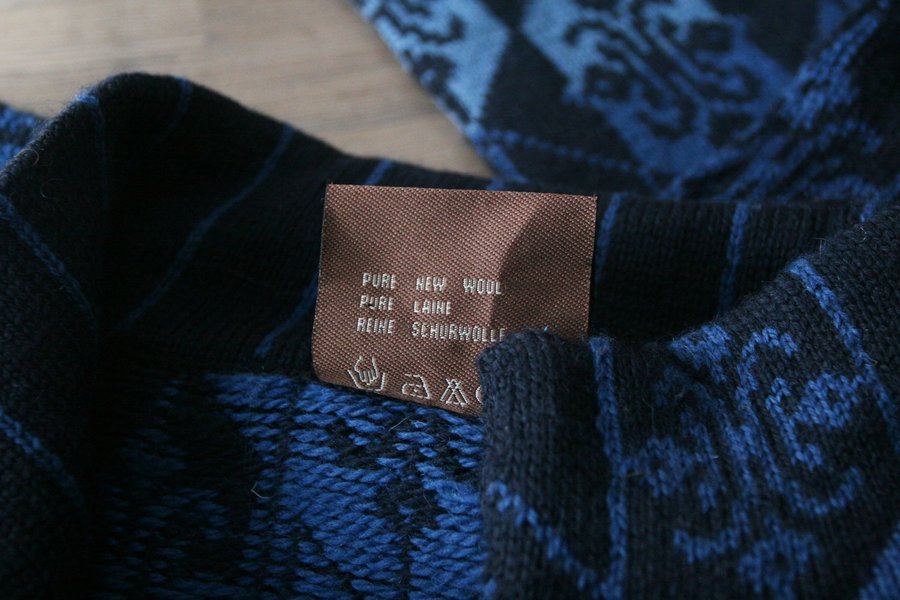 PURE NEW WOOL
PURE LAINE
REINE SCHURWOLLE